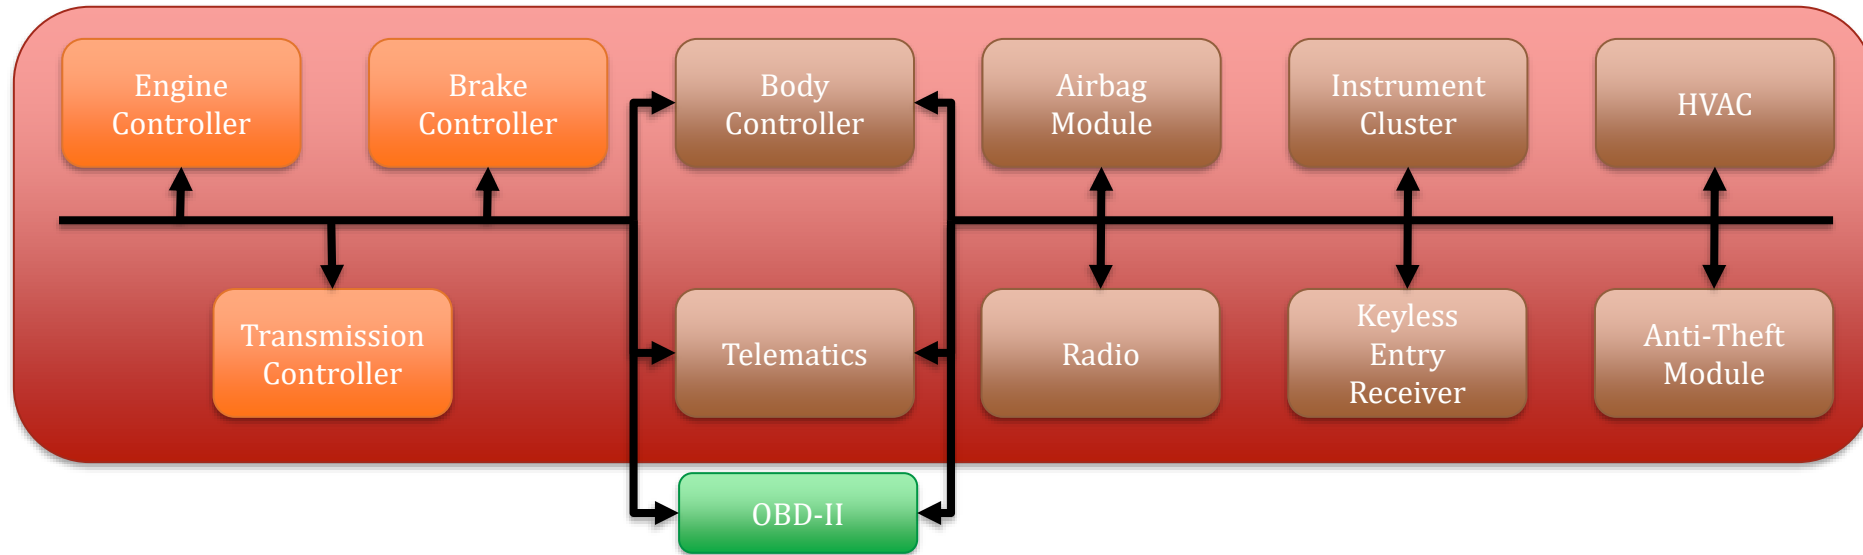 Engine
Controller
Brake
Controller
Body
Controller
Airbag
Module
Instrument
Cluster
HVAC
Transmission
Controller
Telematics
Radio
Keyless
Entry
Receiver
Anti-Theft
Module
OBD-II